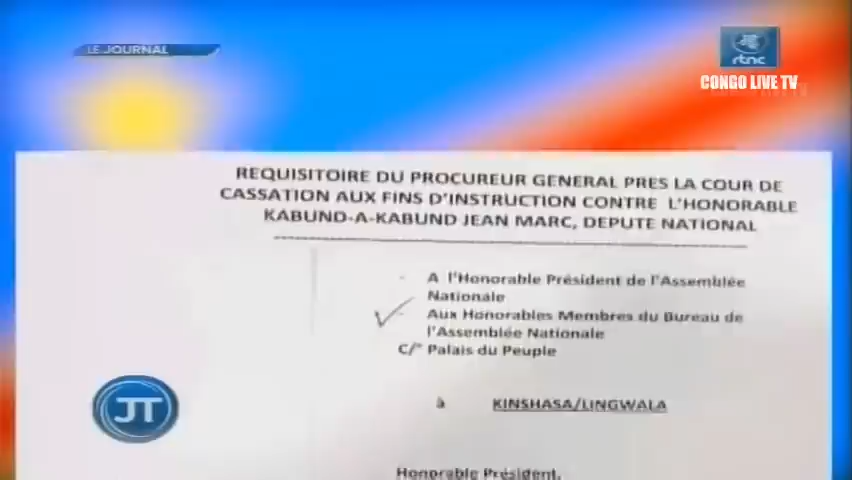 LE JOURNAL
rtnc
CONGO LIVE TV
REQUISITOIRE DU PROCUREUR GENERAL PRES LA COUR DE
CASSATION AUX FINS D'INSTRUCTION CONTRE L'HONORABLE
KABUND-A-KABUND JEAN MARC, DEPUTE NATIONAL
- A l'Honorable Président de l'Assemblée
Nationale
- Aux Honorables Membres du Bureau de
l'Assemblée Nationale
C/° Palais du Peuple
à KINSHASA/LINGWALA
JT
Honorable Président,